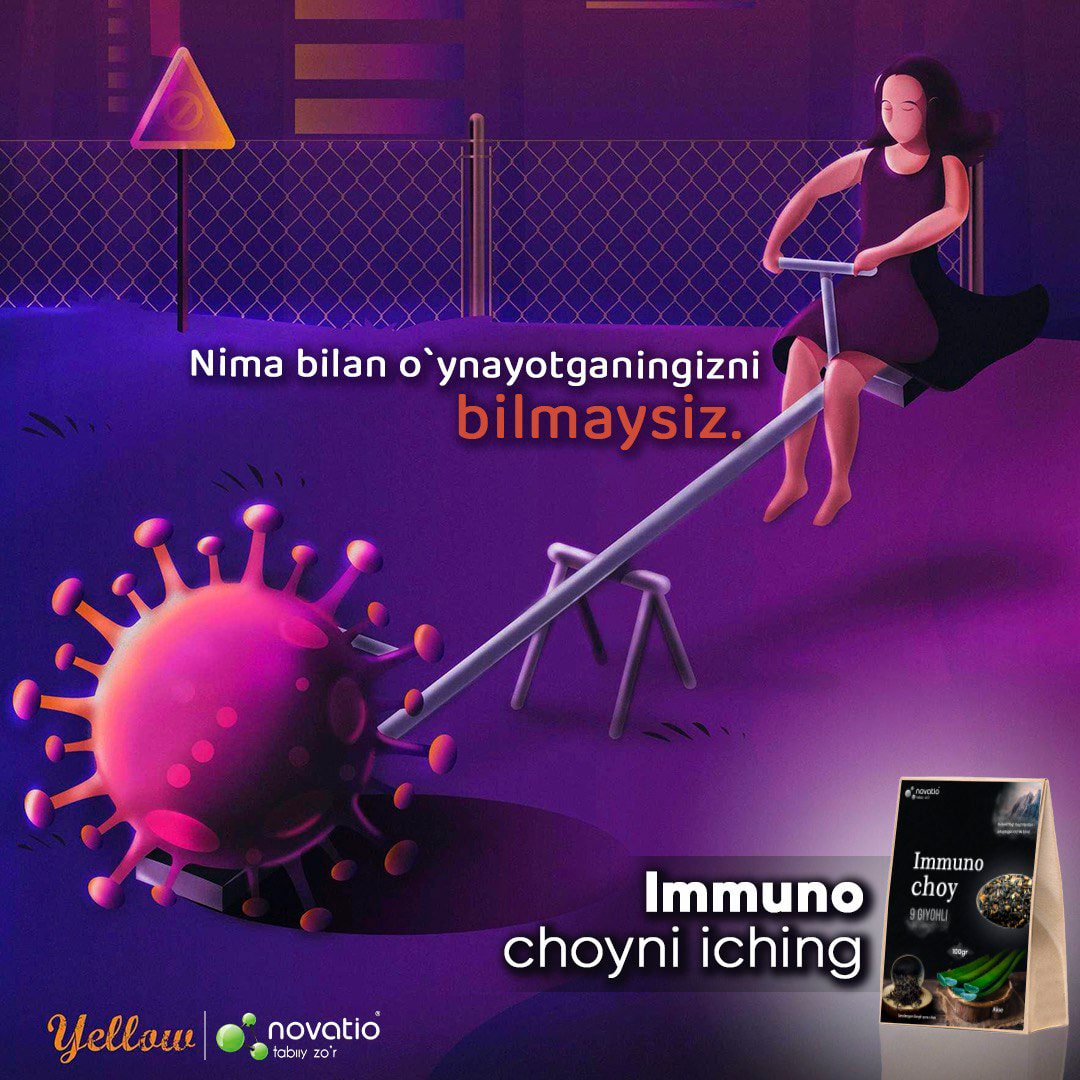 Nima bilan o`ynayotganingizni
bilmaysiz.
Immuno
choyni iching
novatio
Immuno
choy
9 GIYOHLI
100gr
Yellow
novatio
tabiiy zo'r